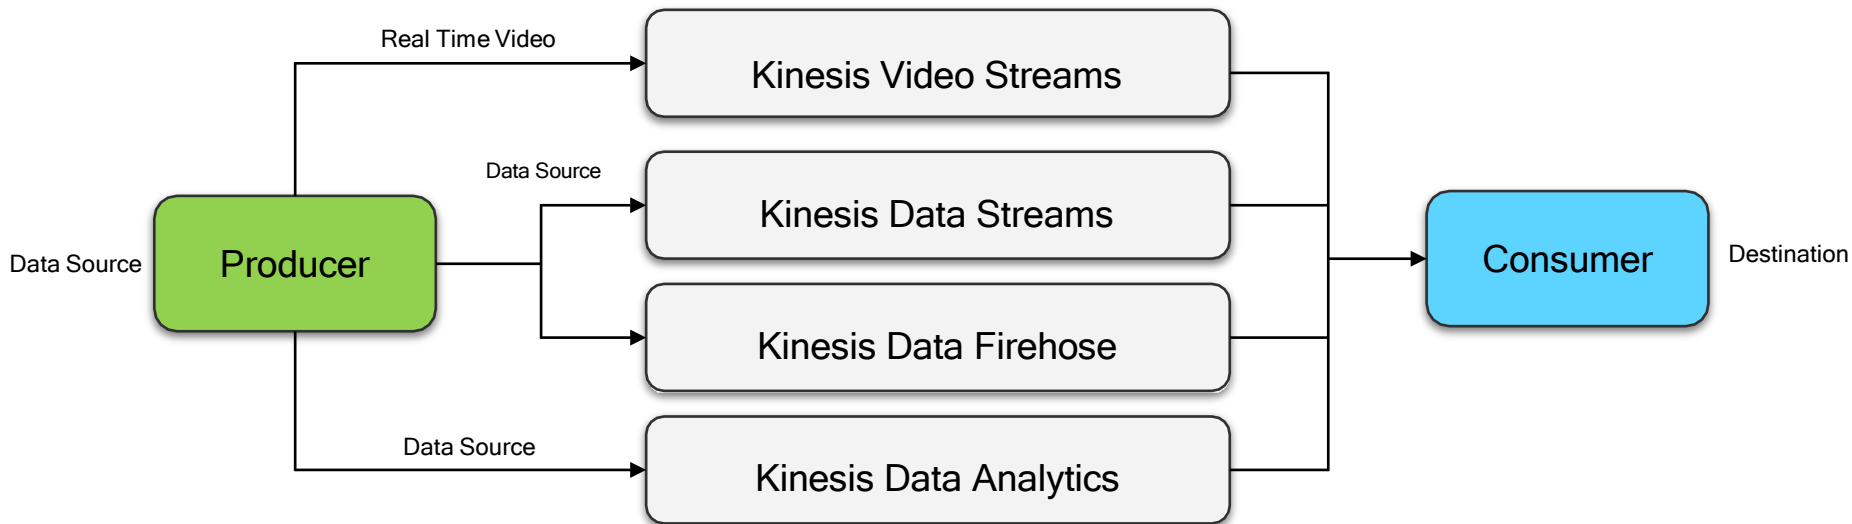 Real Time Video
Kinesis Video Streams
Data Source
Kinesis Data Streams
Data Source
Producer
Consumer
Destination
Kinesis Data Firehose
Data Source
Kinesis Data Analytics